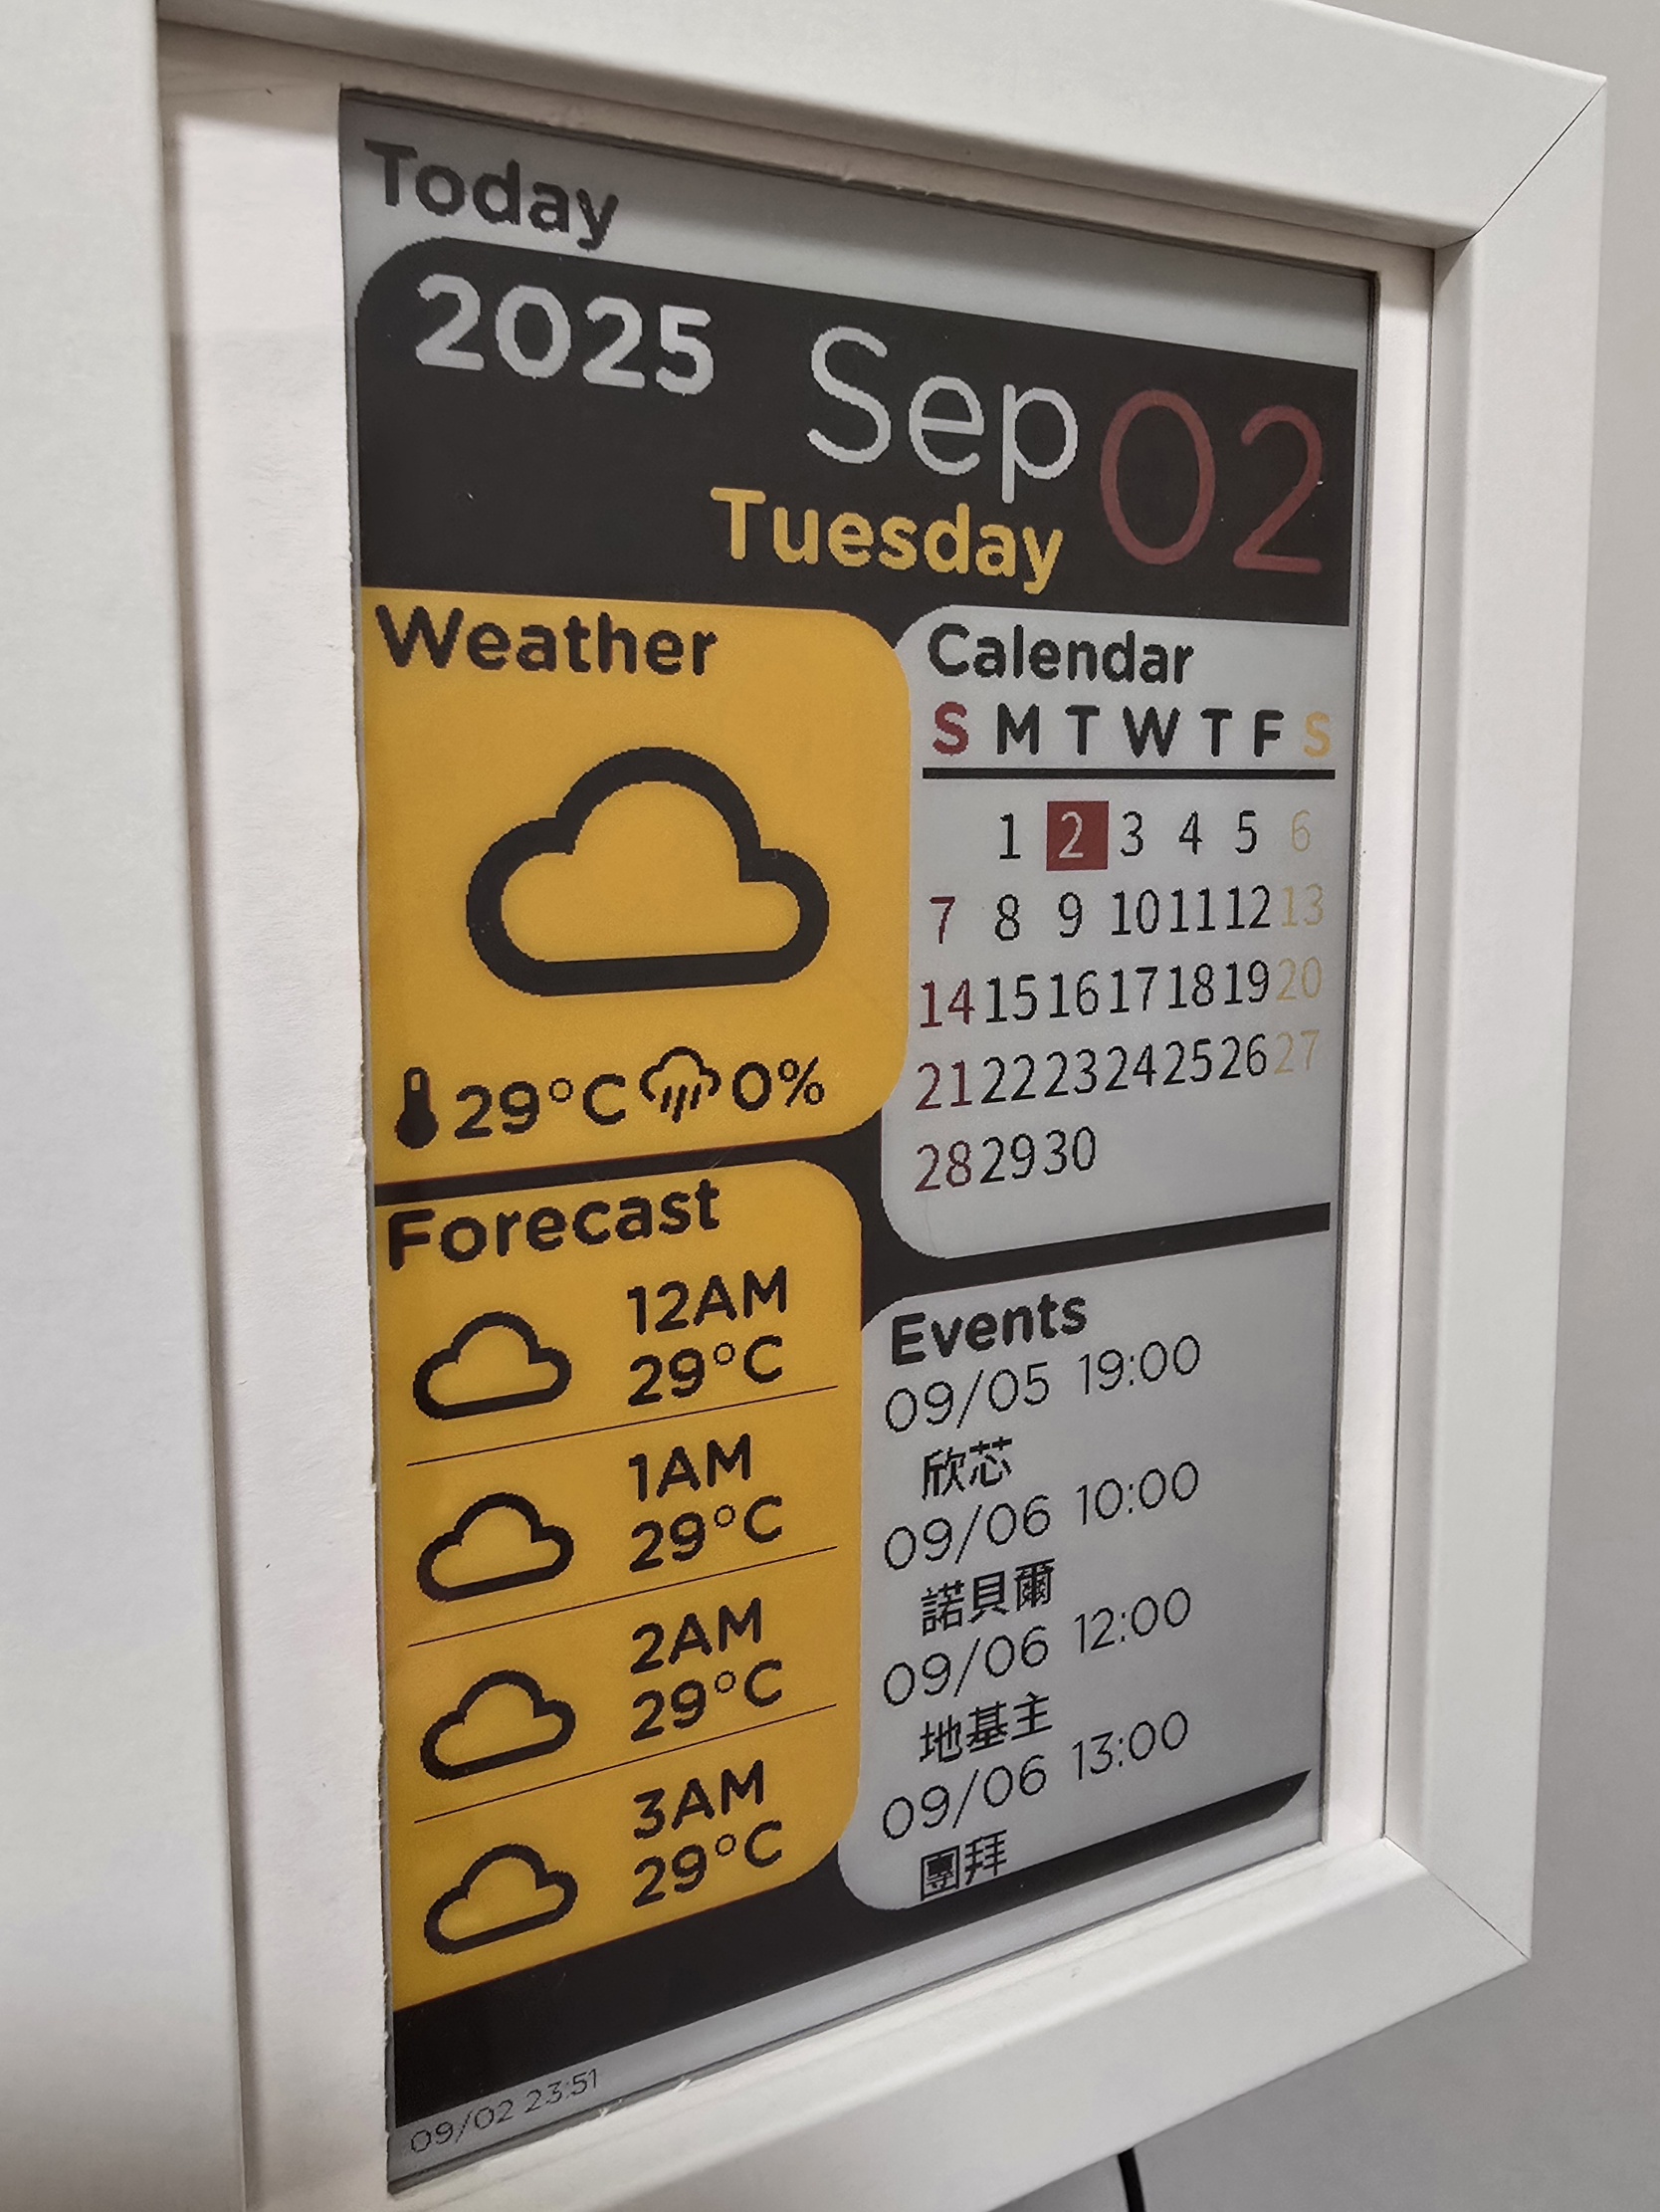 Today
2025 Sep 02
Tuesday
Weather
29°C 0%
Forecast
12AM
29°C
1AM
29°C
2AM
29°C
3AM
29°C
Calendar
S M T W T F S
1 2 3 4 5 6
7 8 9 10 11 12 13
14 15 16 17 18 19 20
21 22 23 24 25 26 27
28 29 30
Events
09/05 19:00
欣芯
09/06 10:00
諾貝爾
09/06 12:00
地基主
09/06 13:00
團拜
09/02 23:51